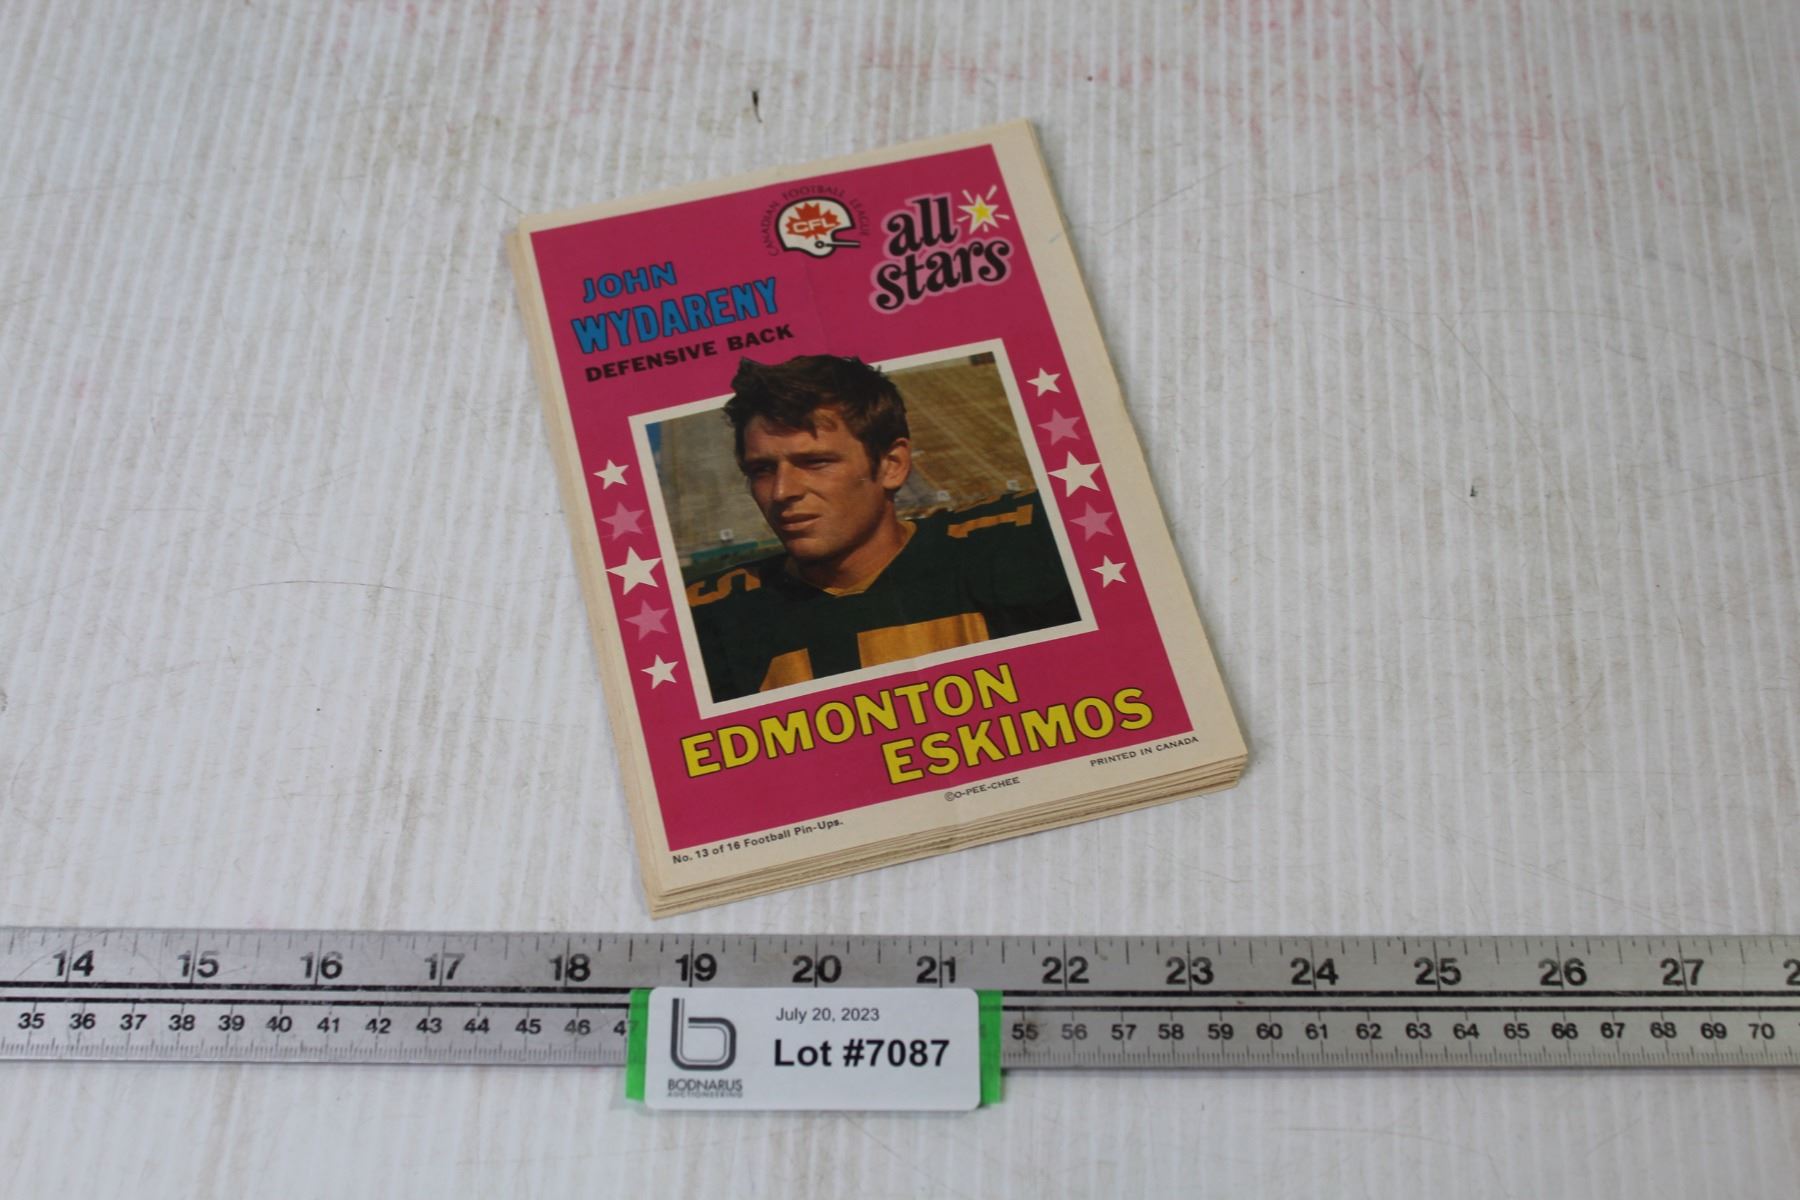 CANADIAN FOOTBALL LEAGUE
CFL
all
stars
JOHN
WYDARENY
DEFENSIVE BACK
15
EDMONTON
ESKIMOS
No. 13 of 16 Football Pin-Ups.
©O-PEE-CHEE
PRINTED IN CANADA
14 15 16 17 18 19 20 21 22 23 24 25 26 27
35 36 37 38 39 40 41 42 43 44 45 46 47 55 56 57 58 59 60 61 62 63 64 65 66 67 68 69 70
July 20, 2023
Lot #7087
b
BODNARUS
AUCTIONEERING